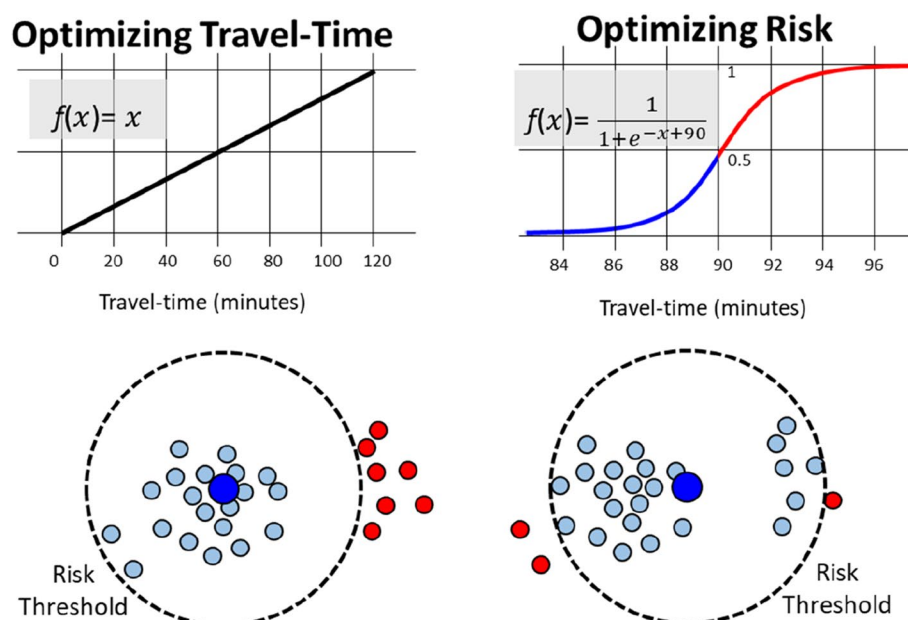 Optimizing Travel-Time
f(x)= x
0 20 40 60 80 100 120
Travel-time (minutes)
Optimizing Risk
f(x)= 1/(1+e^{-x+90})
1
0.5
84 86 88 90 92 94 96
Travel-time (minutes)
Risk
Threshold
Risk
Threshold